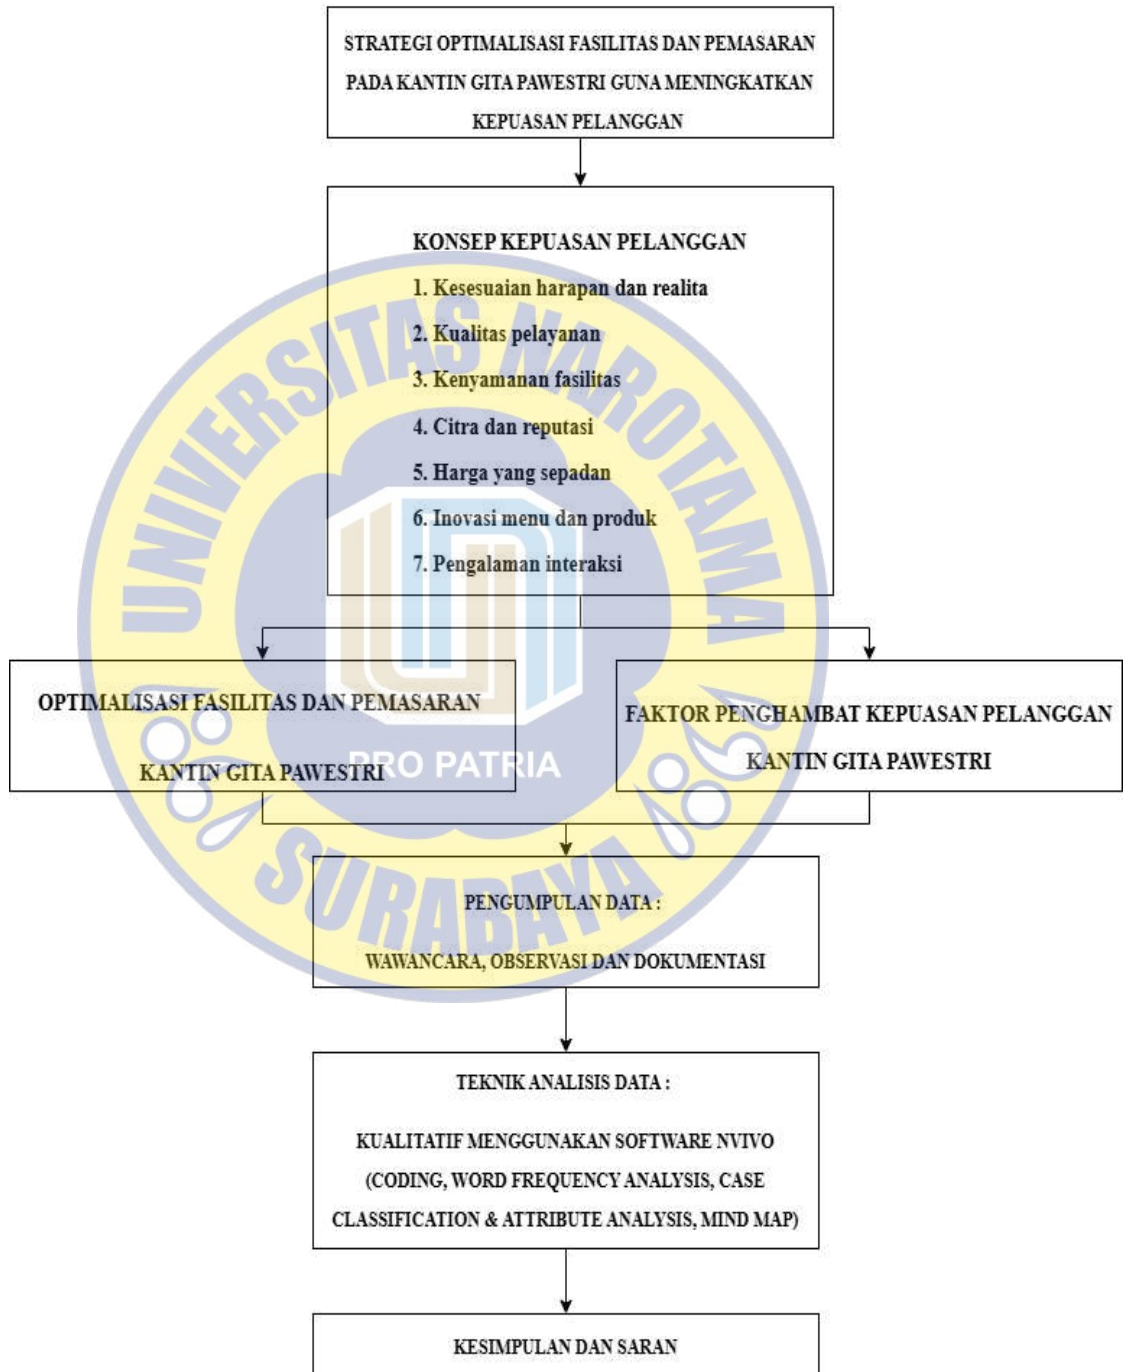 STRATEGI OPTIMALISASI FASILITAS DAN PEMASARAN
PADA KANTIN GITA PAWESTRI GUNA MENINGKATKAN
KEPUASAN PELANGGAN
KONSEP KEPUASAN PELANGGAN
1. Kesesuaian harapan dan realita
2. Kualitas pelayanan
3. Kenyamanan fasilitas
4. Citra dan reputasi
5. Harga yang sepadan
6. Inovasi menu dan produk
7. Pengalaman interaksi
OPTIMALISASI FASILITAS DAN PEMASARAN
KANTIN GITA PAWESTRI
FAKTOR PENGHAMBAT KEPUASAN PELANGGAN
KANTIN GITA PAWESTRI
PENGUMPULAN DATA :
WAWANCARA, OBSERVASI DAN DOKUMENTASI
TEKNIK ANALISIS DATA :
KUALITATIF MENGGUNAKAN SOFTWARE NVIVO
(CODING, WORD FREQUENCY ANALYSIS, CASE
CLASSIFICATION & ATTRIBUTE ANALYSIS, MIND MAP)
KESIMPULAN DAN SARAN
UNIVERSITAS NAROTAMA
PRO PATRIA
SURABAYA